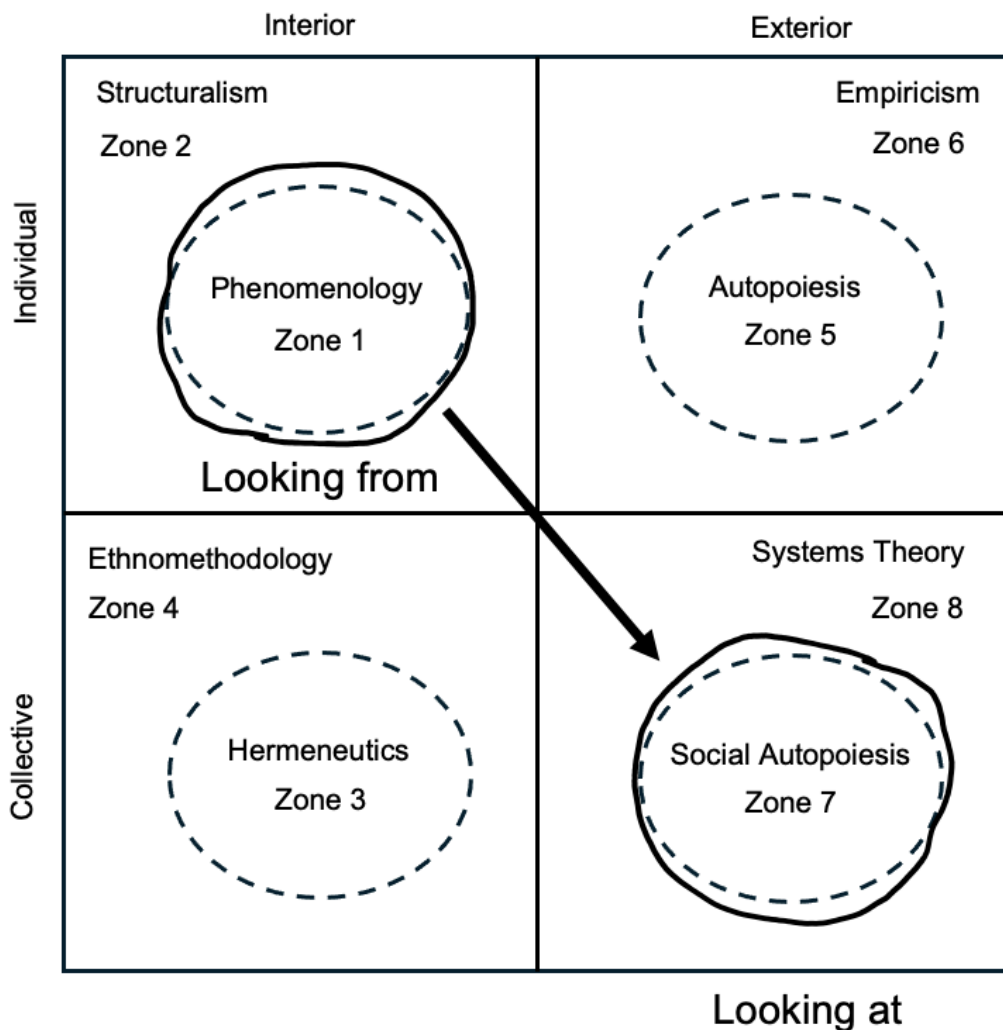 Interior
Exterior
Individual
Structuralism
Zone 2
Phenomenology
Zone 1
Looking from
Empiricism
Zone 6
Autopoiesis
Zone 5
Collective
Ethnomethodology
Zone 4
Hermeneutics
Zone 3
Systems Theory
Zone 8
Social Autopoiesis
Zone 7
Looking at